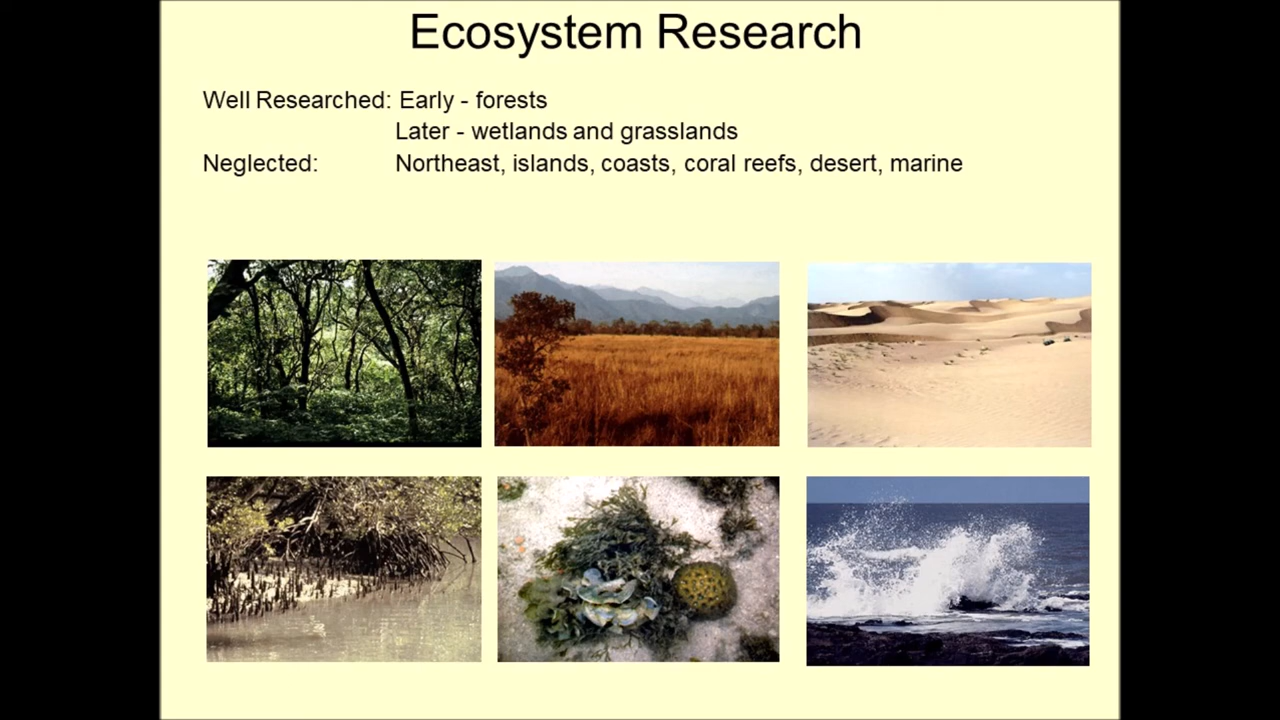 Ecosystem Research
Well Researched: Early - forests
Later - wetlands and grasslands
Neglected: Northeast, islands, coasts, coral reefs, desert, marine